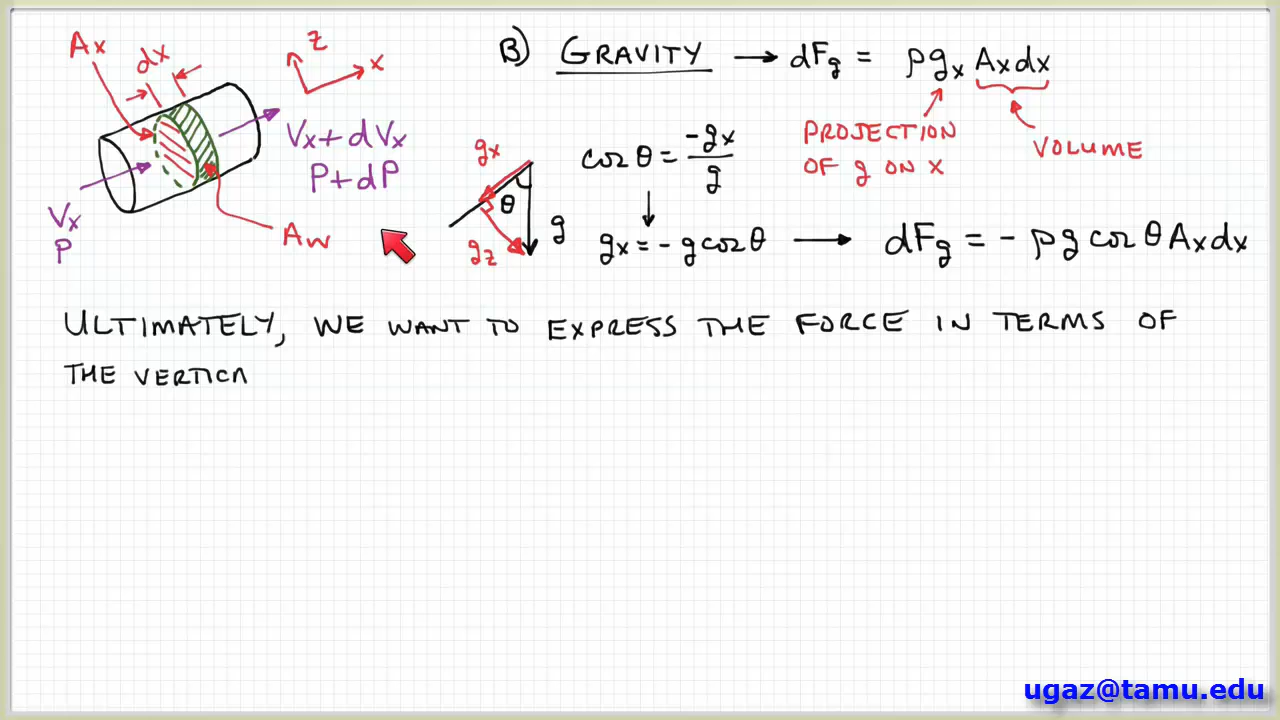 Ax
dx
z
x
Vx + dVx
P + dP
Vx
P
Aw
B) GRAVITY → dFg = ρgx Axdx
PROJECTION
OF g ON x
VOLUME
gx
θ
g
gz
cos θ = -gx/g
gx = - g cos θ → dFg = - ρg cos θ Axdx
ULTIMATELY, WE WANT TO EXPRESS THE FORCE IN TERMS OF
THE VERTICA
ugaz@tamu.edu